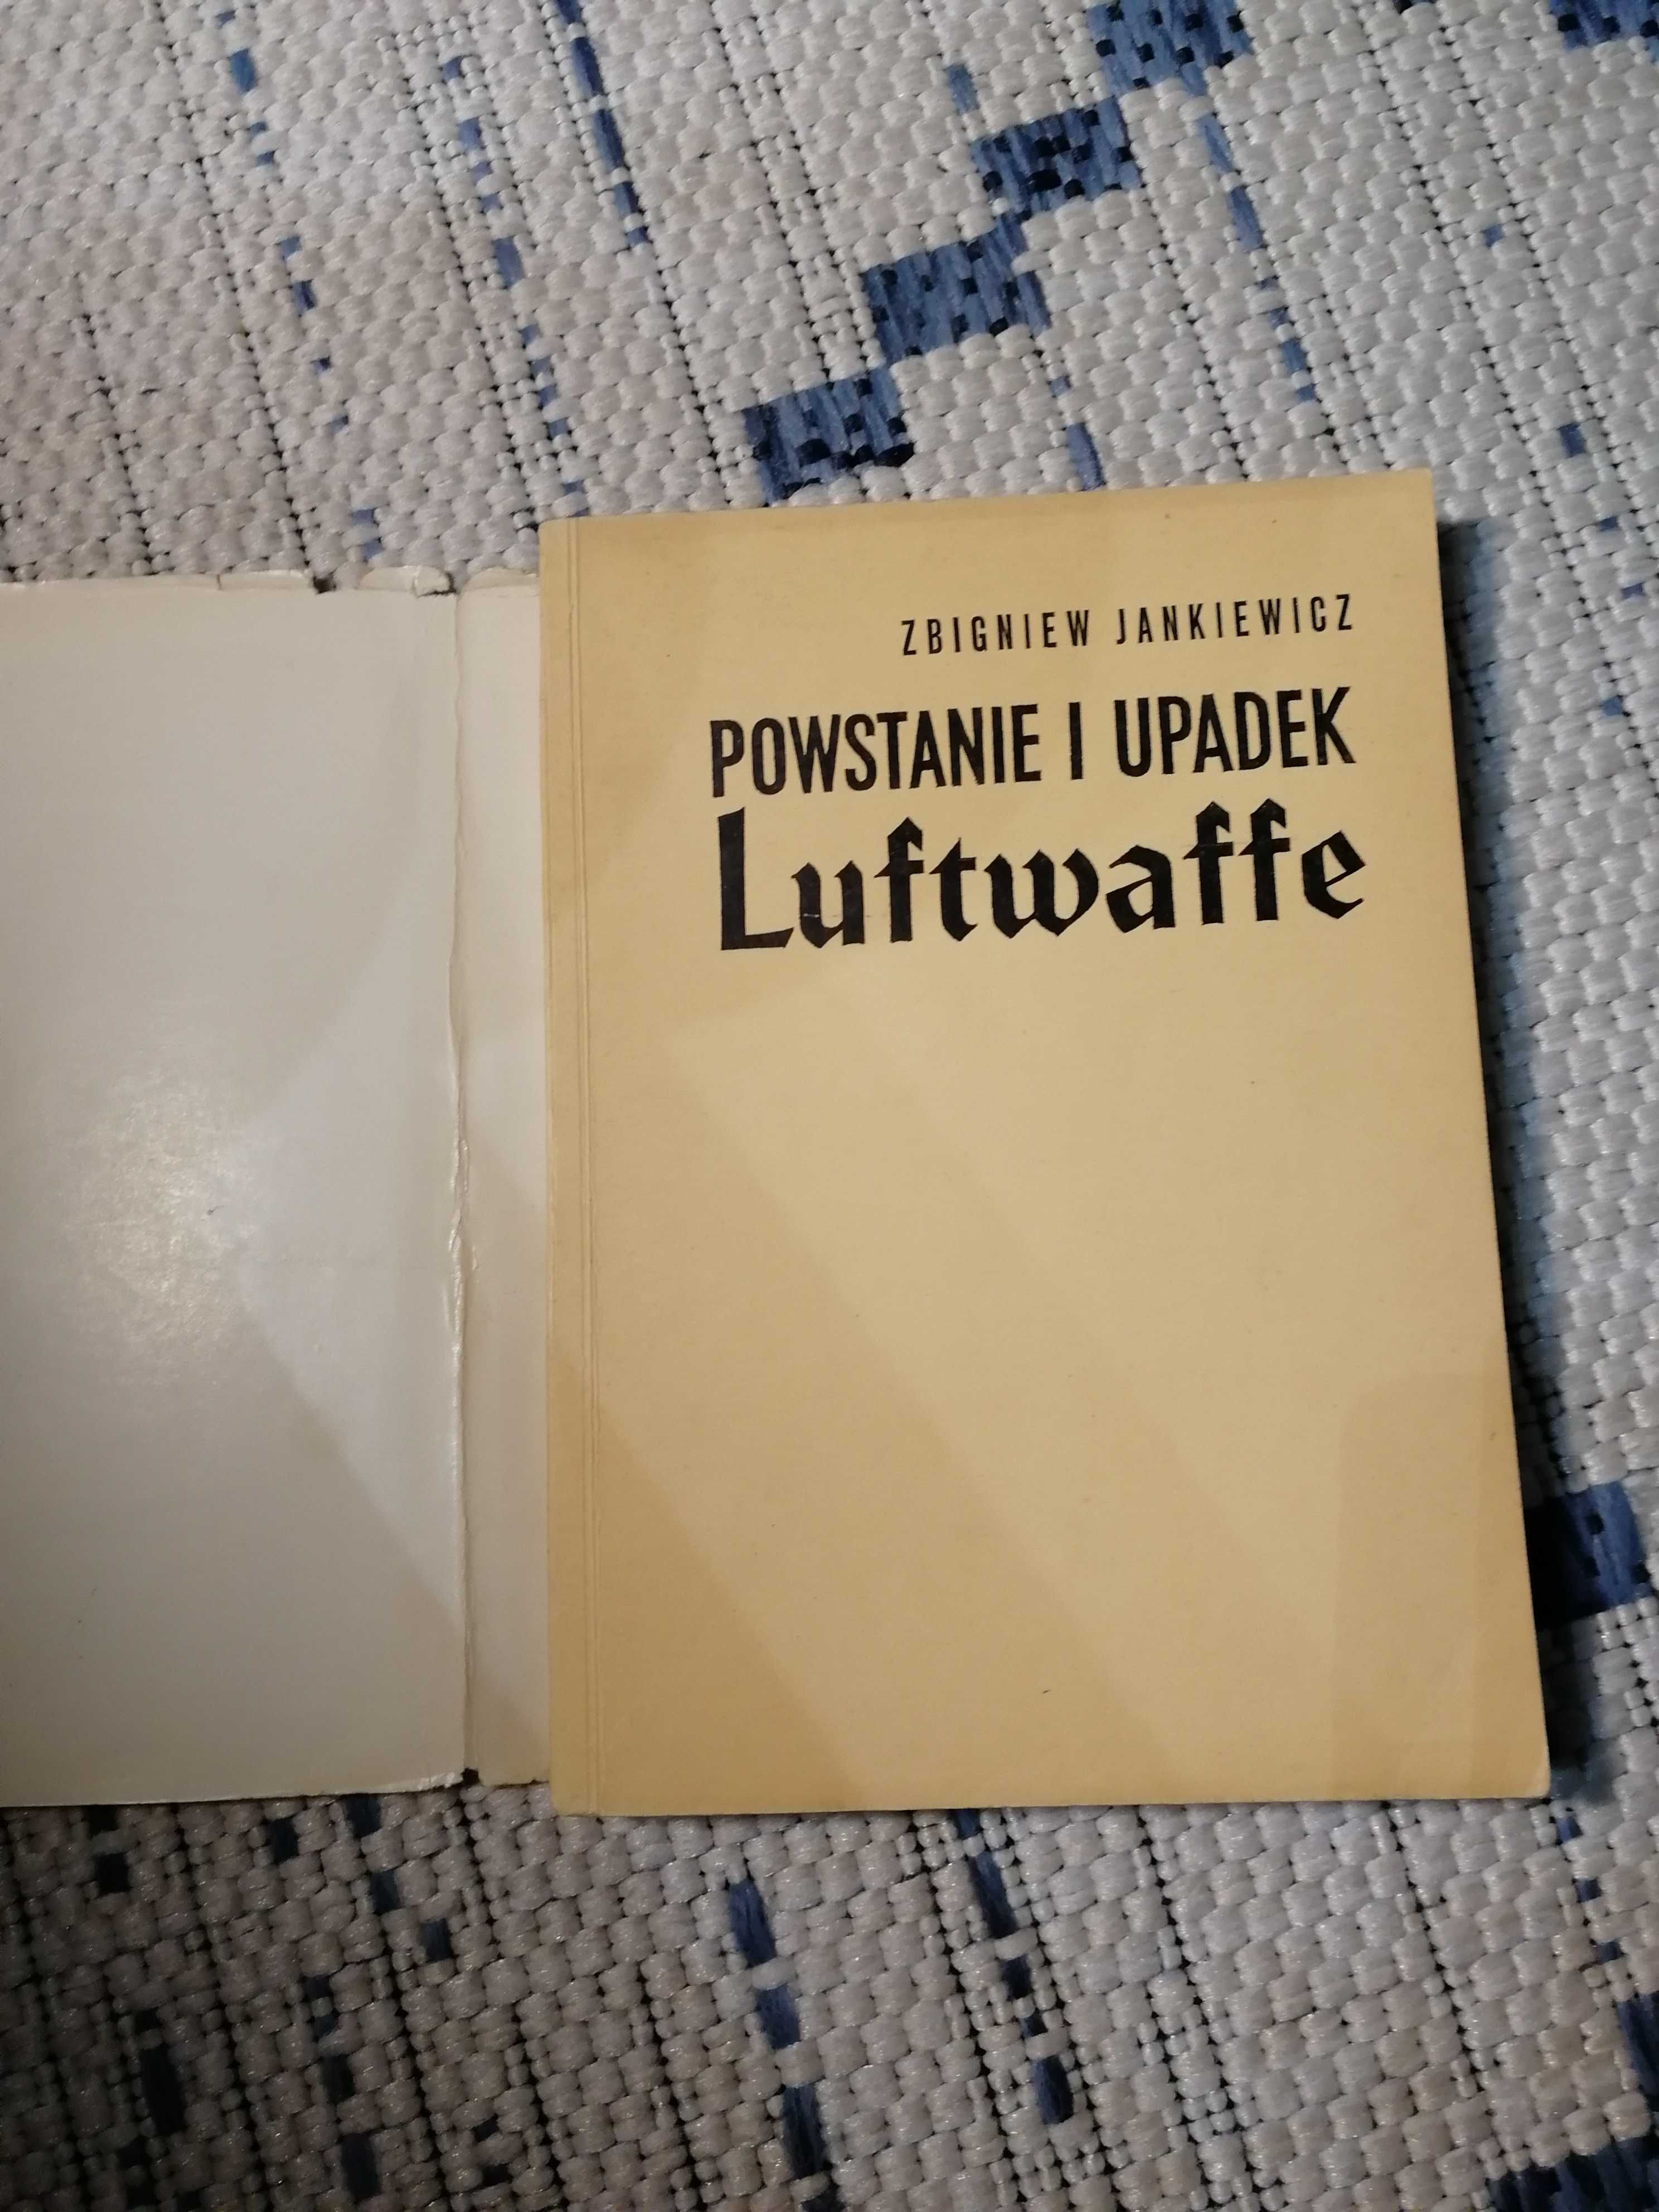 ZBIGNIEW JANKIEWICZ
POWSTANIE I UPADEK
Luftwaffe